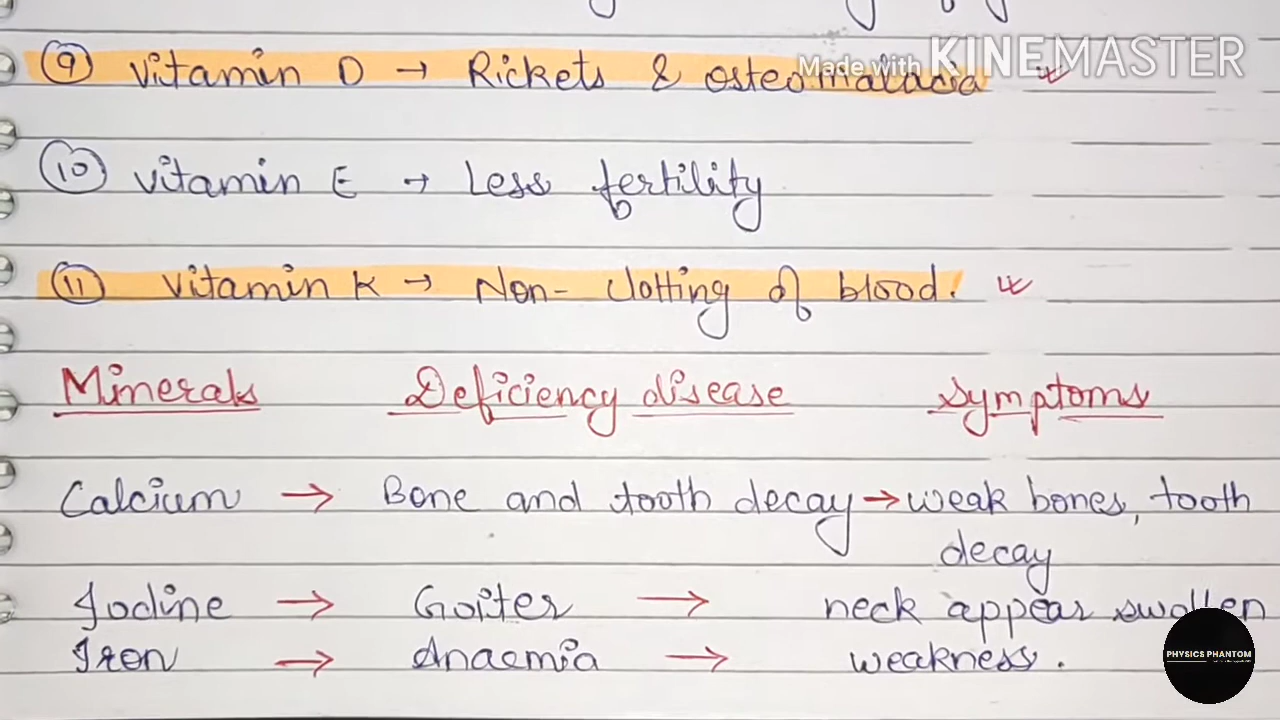 9 Vitamin D → Rickets & osteomalacia
Made with KINEMASTER
10 Vitamin E → Less fertility
11 Vitamin K → Non-clotting of blood.
Minerals Deficiency disease Symptoms
Calcium → Bone and tooth decay → weak bones, tooth
decay
Iodine → Goiter → neck appear swollen
Iron → Anaemia → weakness.
PHYSICS PHANTOM